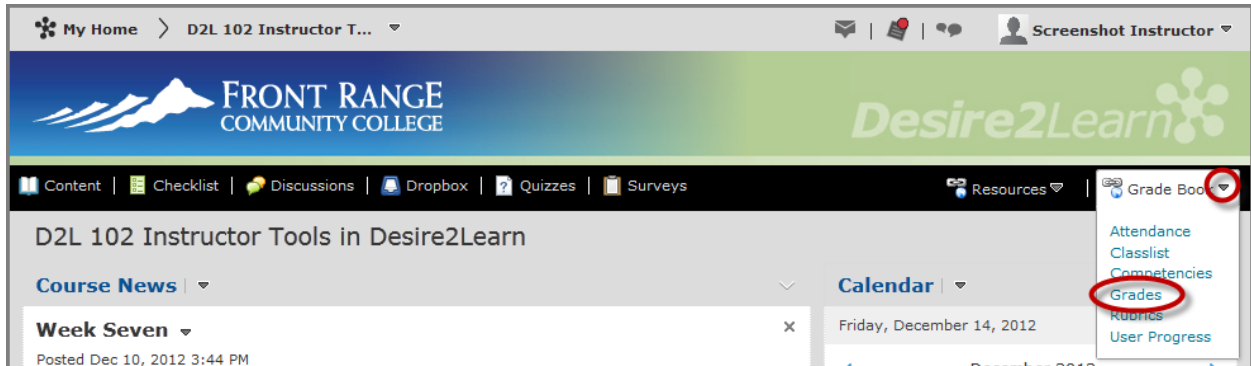 My Home > D2L 102 Instructor T...
Screenshot Instructor
FRONT RANGE
COMMUNITY COLLEGE
Desire2Learn
Content | Checklist | Discussions | Dropbox | Quizzes | Surveys
Resources | Grade Book
Attendance
Classlist
Competencies
Grades
Rubrics
User Progress
D2L 102 Instructor Tools in Desire2Learn
Course News
Week Seven
Posted Dec 10, 2012 3:44 PM
Calendar
Friday, December 14, 2012
December 2012